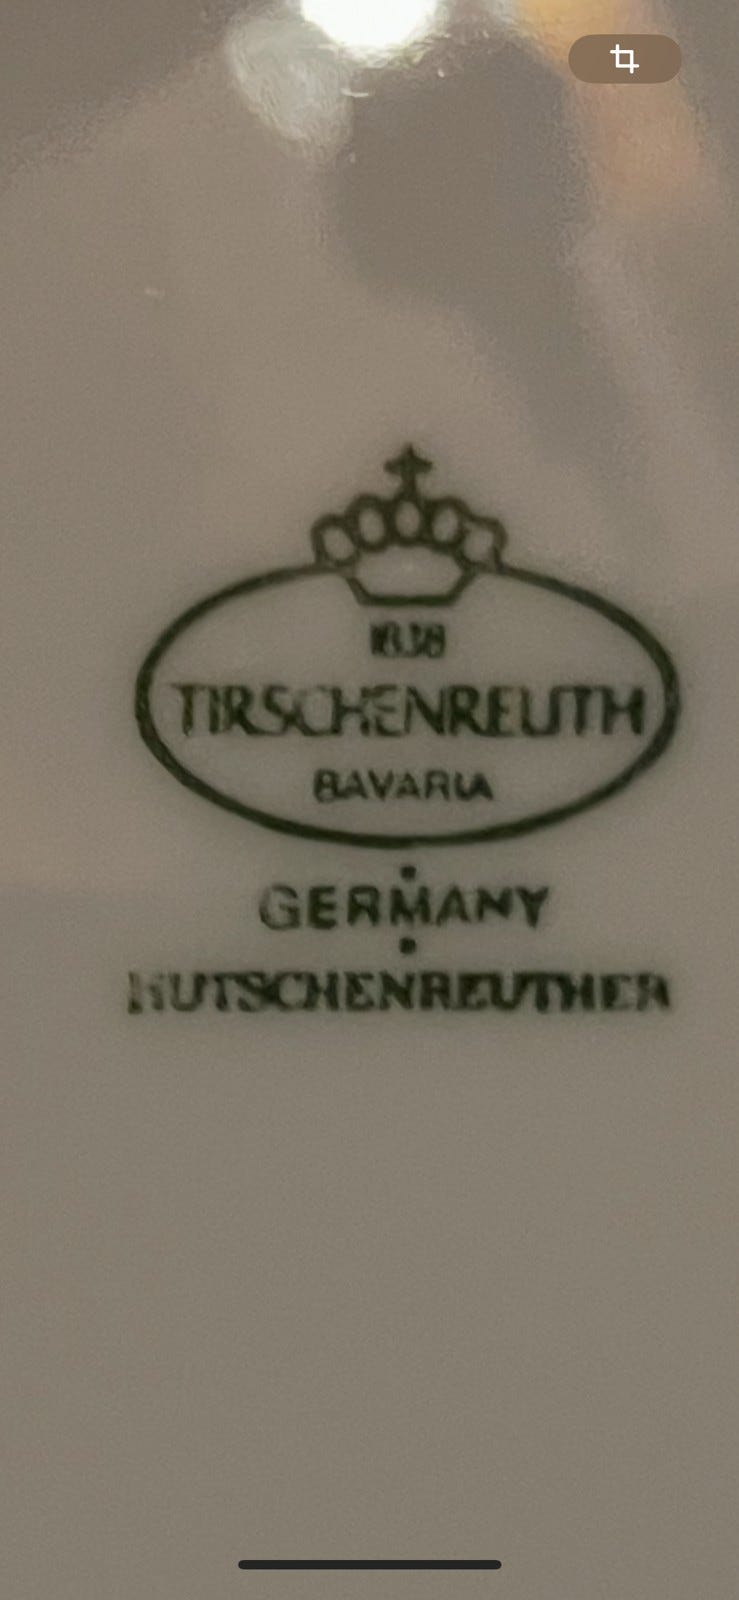 1838
TIRSCHENREUTH
BAVARIA
GERMANY
HUTSCHENREUTHER